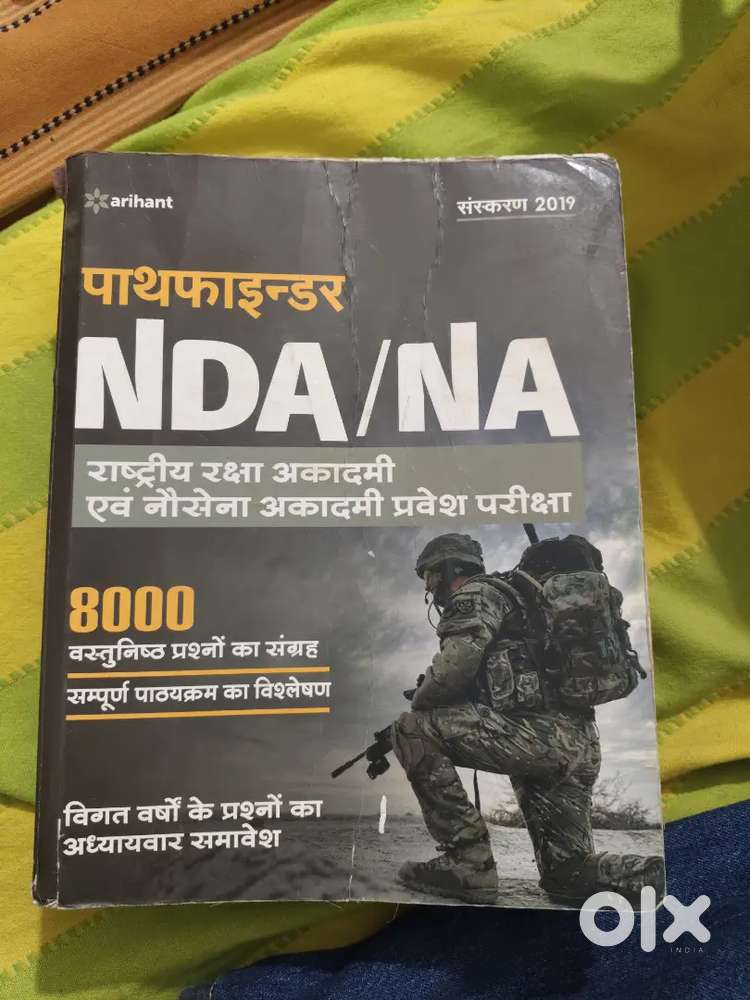 arihant
संस्करण 2019
पाथफाइन्डर
NDA/NA
राष्ट्रीय रक्षा अकादमी
एवं नौसेना अकादमी प्रवेश परीक्षा
8000
वस्तुनिष्ठ प्रश्नों का संग्रह
सम्पूर्ण पाठयक्रम का विश्लेषण
विगत वर्षों के प्रश्नों का
अध्यायवार समावेश
olx
INDIA